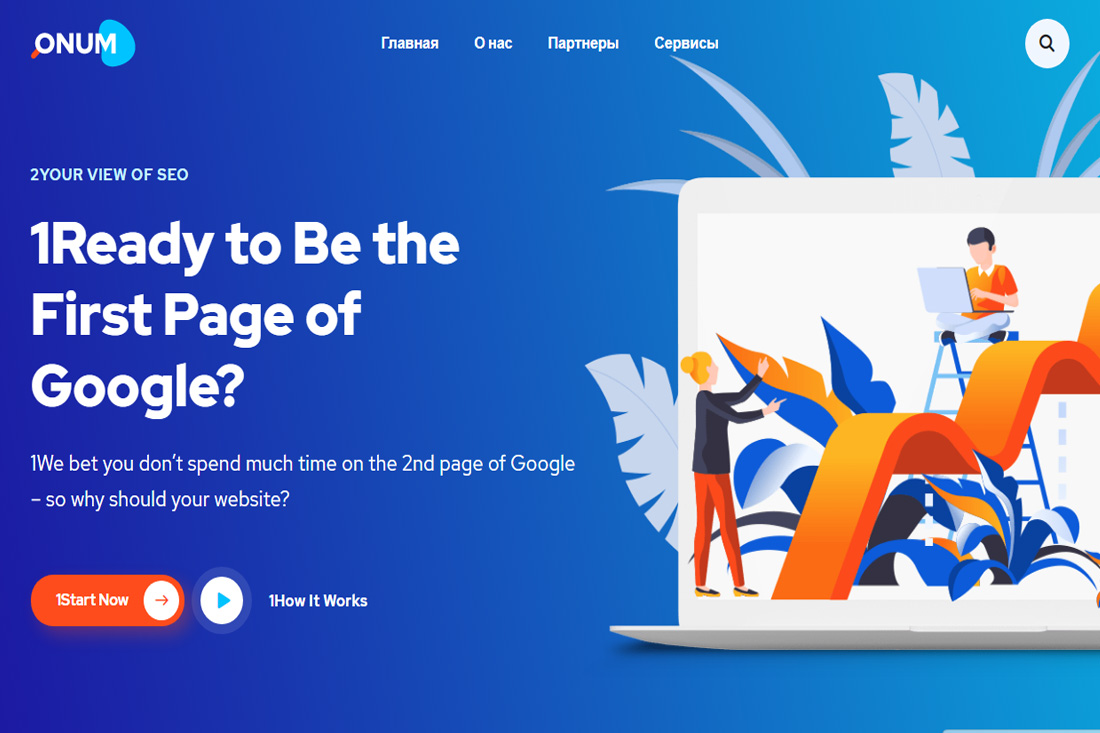 ONUM
Главная О нас Партнеры Сервисы
2YOUR VIEW OF SEO
1Ready to Be the
First Page of
Google?
1We bet you don’t spend much time on the 2nd page of Google
– so why should your website?
1Start Now
1How It Works